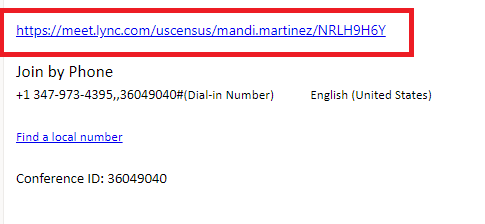 https://meet.lync.com/uscensus/mandi.martinez/NRLH9H6Y
Join by Phone
+1 347-973-4395,,36049040#(Dial-in Number) English (United States)
Find a local number
Conference ID: 36049040